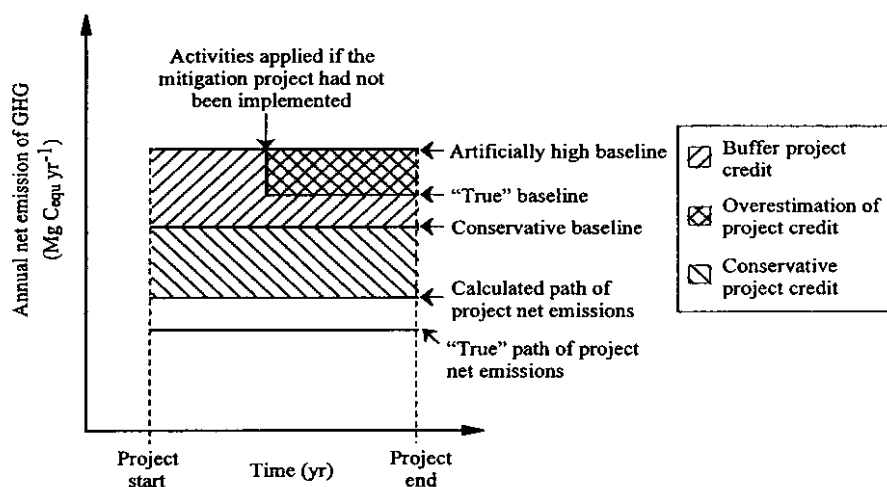 Activities applied if the
mitigation project had not
been implemented
Annual net emission of GHG
(Mg Cequ yr-1)
Artificially high baseline
"True" baseline
Conservative baseline
Calculated path of
project net emissions
"True" path of project
net emissions
Buffer project
credit
Overestimation of
project credit
Conservative
project credit
Project
start
Time (yr)
Project
end